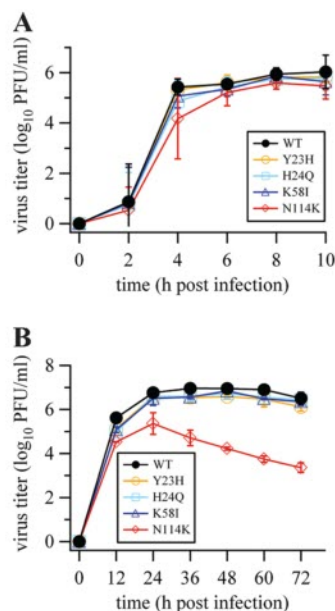 A
virus titer (log10 PFU/ml)
6
4
2
0
WT
Y23H
H24Q
K58I
N114K
0 2 4 6 8 10
time (h post infection)
B
virus titer (log10 PFU/ml)
8
6
4
2
0
WT
Y23H
H24Q
K58I
N114K
0 12 24 36 48 60 72
time (h post infection)